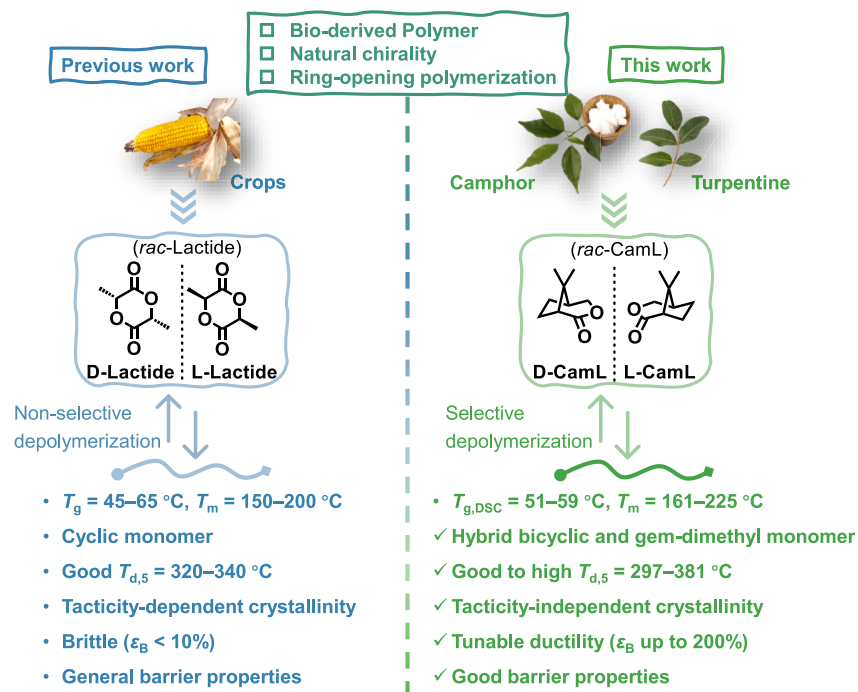 Bio-derived Polymer
Natural chirality
Ring-opening polymerization
Previous work
Crops
(rac-Lactide)
O
O
O
O
O
O
O
O
D-Lactide
L-Lactide
Non-selective
depolymerization
• Tg = 45–65 °C, Tm = 150–200 °C
• Cyclic monomer
• Good Td,5 = 320–340 °C
• Tacticity-dependent crystallinity
• Brittle (εB < 10%)
• General barrier properties
This work
Camphor
Turpentine
(rac-CamL)
O
O
O
O
D-CamL
L-CamL
Selective
depolymerization
• Tg,DSC = 51–59 °C, Tm = 161–225 °C
✓ Hybrid bicyclic and gem-dimethyl monomer
✓ Good to high Td,5 = 297–381 °C
✓ Tacticity-independent crystallinity
✓ Tunable ductility (εB up to 200%)
✓ Good barrier properties